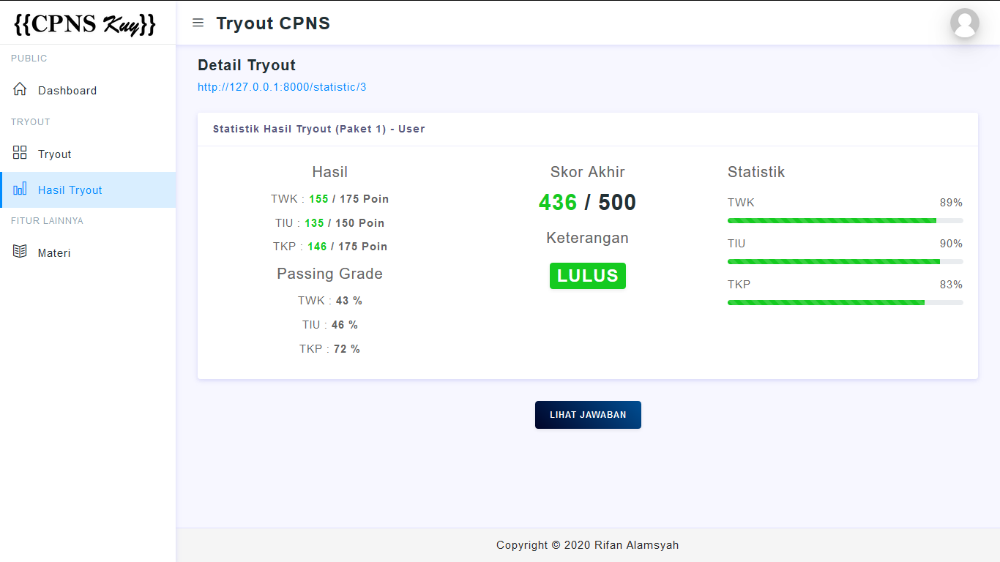 {{CPNS Kuy}}
Tryout CPNS
PUBLIC
Dashboard
TRYOUT
Tryout
Hasil Tryout
FITUR LAINNYA
Materi
Detail Tryout
http://127.0.0.1:8000/statistic/3
Statistik Hasil Tryout (Paket 1) - User
Hasil
TWK : 155 / 175 Poin
TIU : 135 / 150 Poin
TKP : 146 / 175 Poin
Passing Grade
TWK : 43 %
TIU : 46 %
TKP : 72 %
Skor Akhir
436 / 500
Keterangan
LULUS
Statistik
TWK 89%
TIU 90%
TKP 83%
LIHAT JAWABAN
Copyright © 2020 Rifan Alamsyah